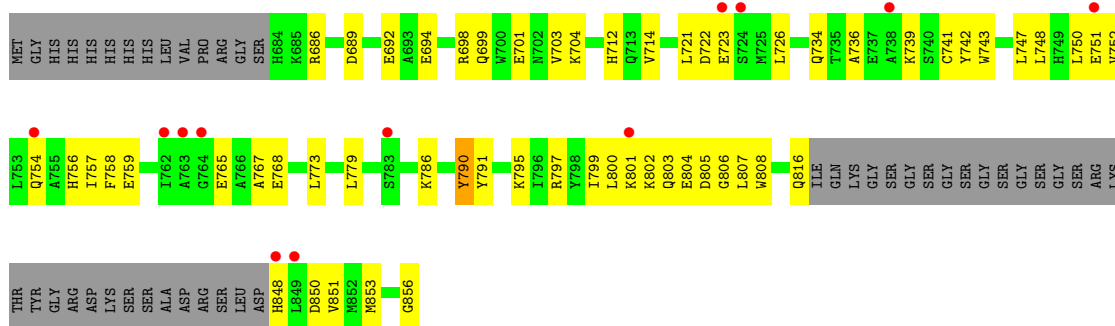 MET GLY HIS HIS HIS HIS HIS HIS LEU VAL PRO ARG GLY SER H684 K685 R686 D689 E692 A693 E694 R698 Q699 W700 E701 N702 V703 K704 H712 Q713 V714 L721 D722 E723 S724 M725 L726 Q734 T735 A736 E737 A738 K739 S740 C741 Y742 W743 L747 L748 H749 L750 E751 V752
L753 Q754 A755 H756 I757 F758 E759 I762 A763 G764 E765 A766 A767 E768 L773 L779 S783 K786 Y790 Y791 K795 I796 R797 Y798 I799 L800 K801 K802 Q803 E804 D805 G806 L807 W808 Q816 ILE GLN LYS GLY SER GLY SER GLY SER GLY SER GLY SER GLY SER ARG LYS
THR TYR GLY ARG ASP LYS SER SER ALA ASP ARG SER LEU ASP H848 L849 D850 V851 M852 M853 G856